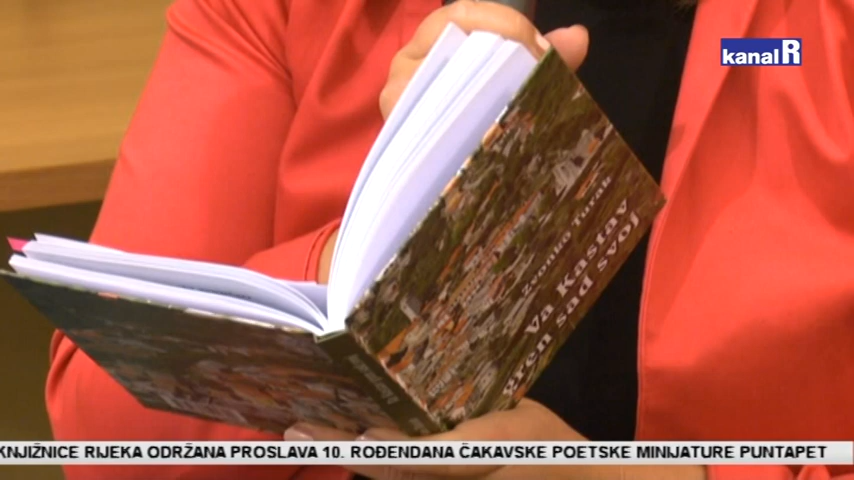 kanal R
Zvonko Turak
Va Kastav
gren sad svoj
KNJIŽNICE RIJEKA ODRŽANA PROSLAVA 10. ROĐENDANA ČAKAVSKE POETSKE MINIJATURE PUNTAPET